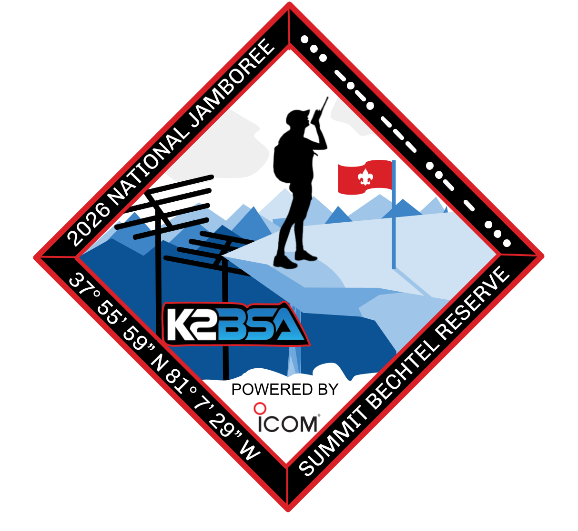 2026 NATIONAL JAMBOREE
K2BSA
POWERED BY
ICOM®
37° 55' 59" N 81° 7' 29" W
SUMMIT BECHTEL RESERVE